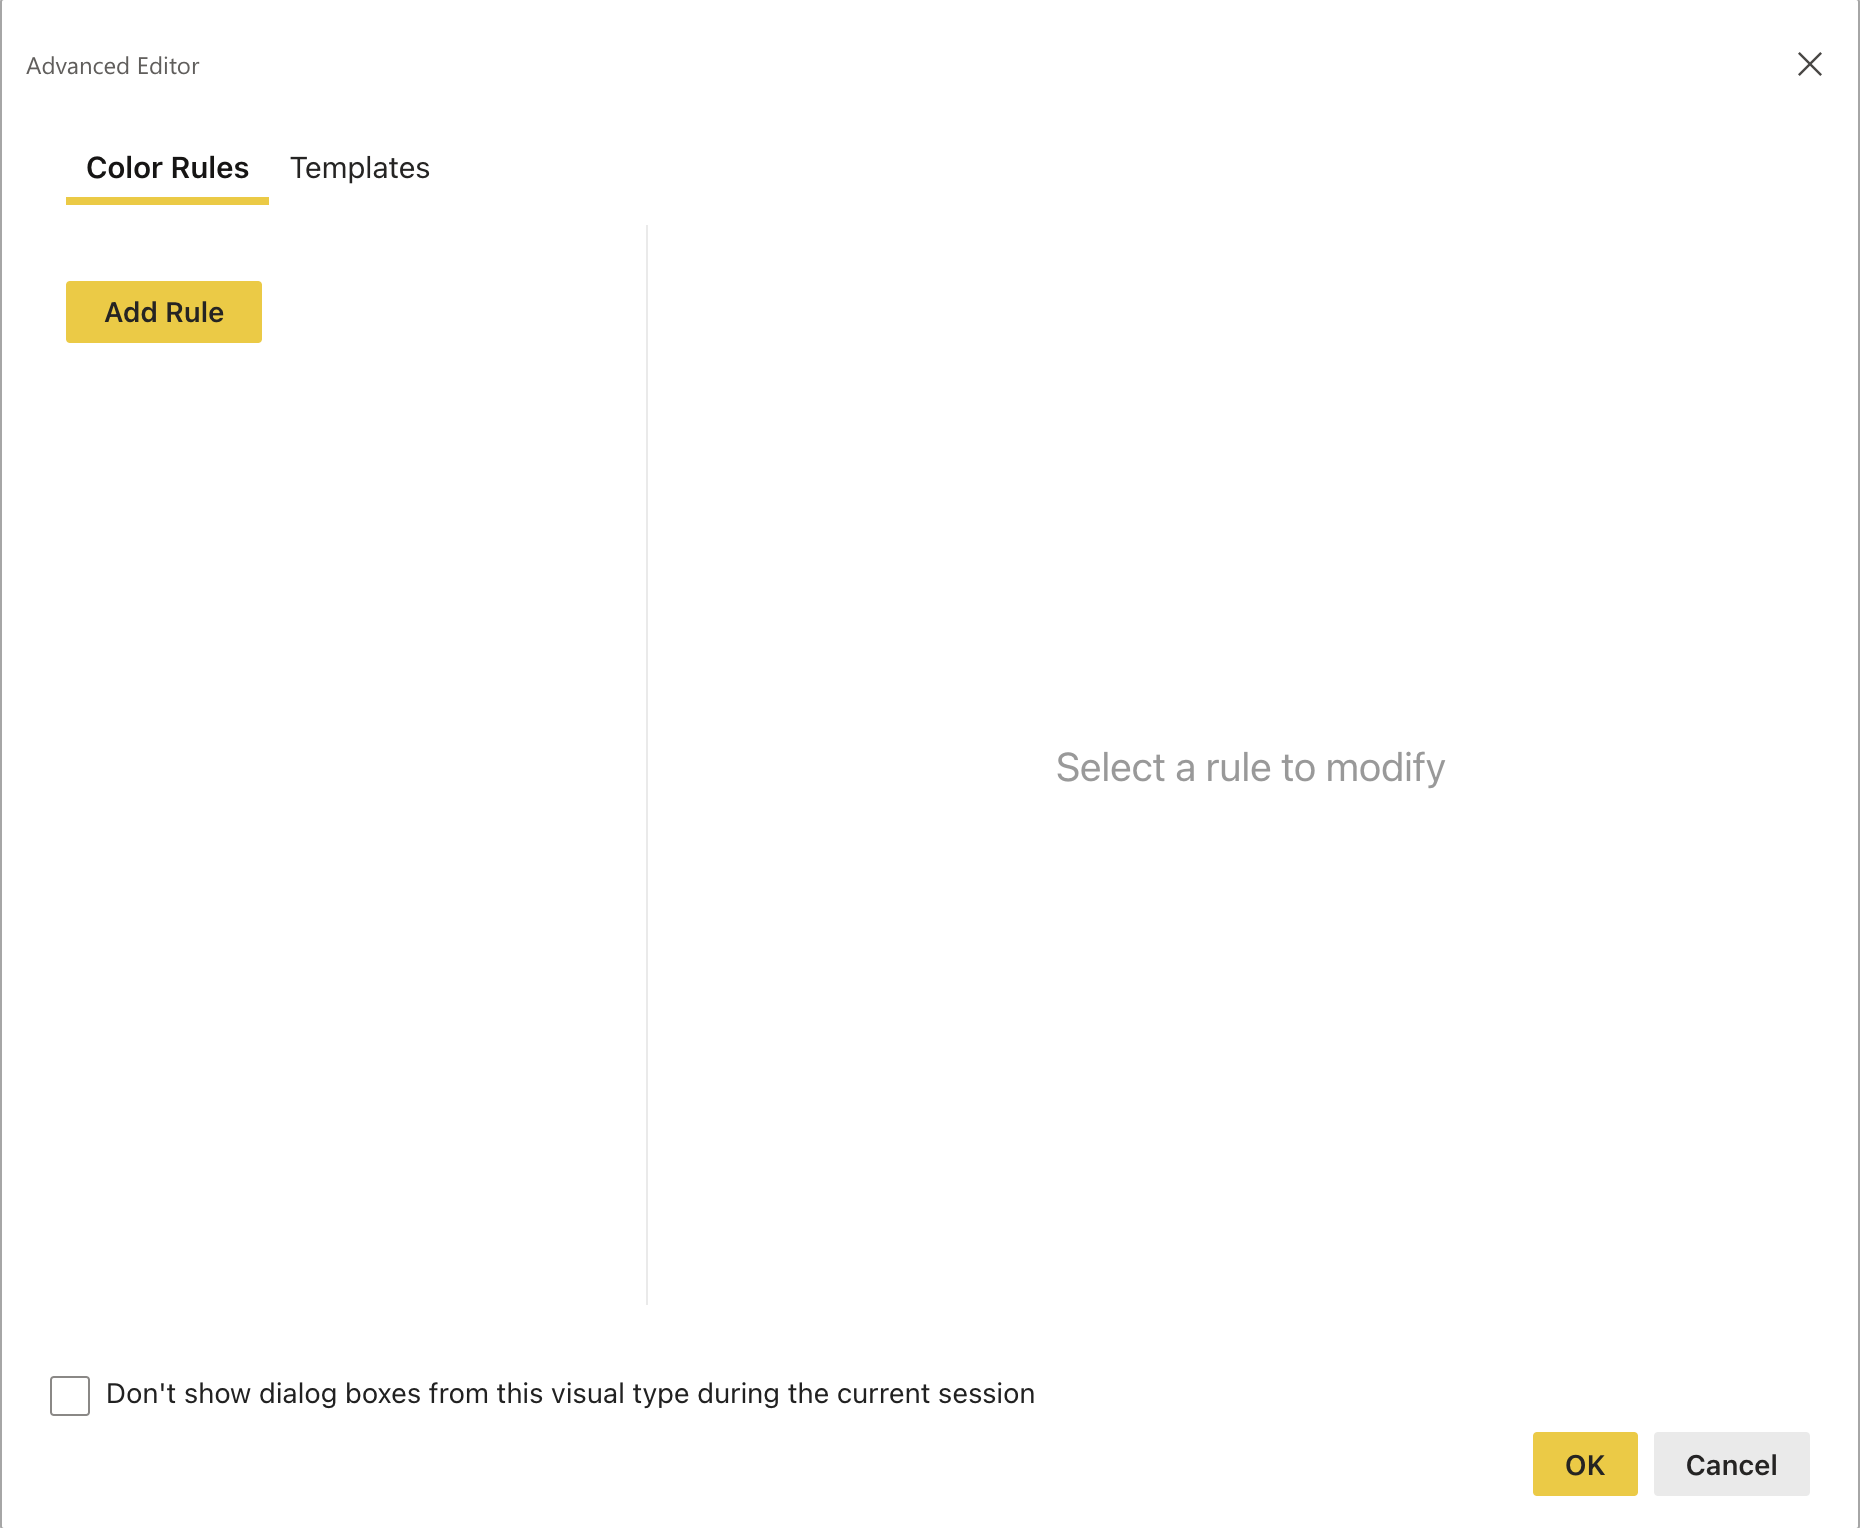 Advanced Editor
Color Rules Templates
Add Rule
Select a rule to modify
Don't show dialog boxes from this visual type during the current session
OK Cancel